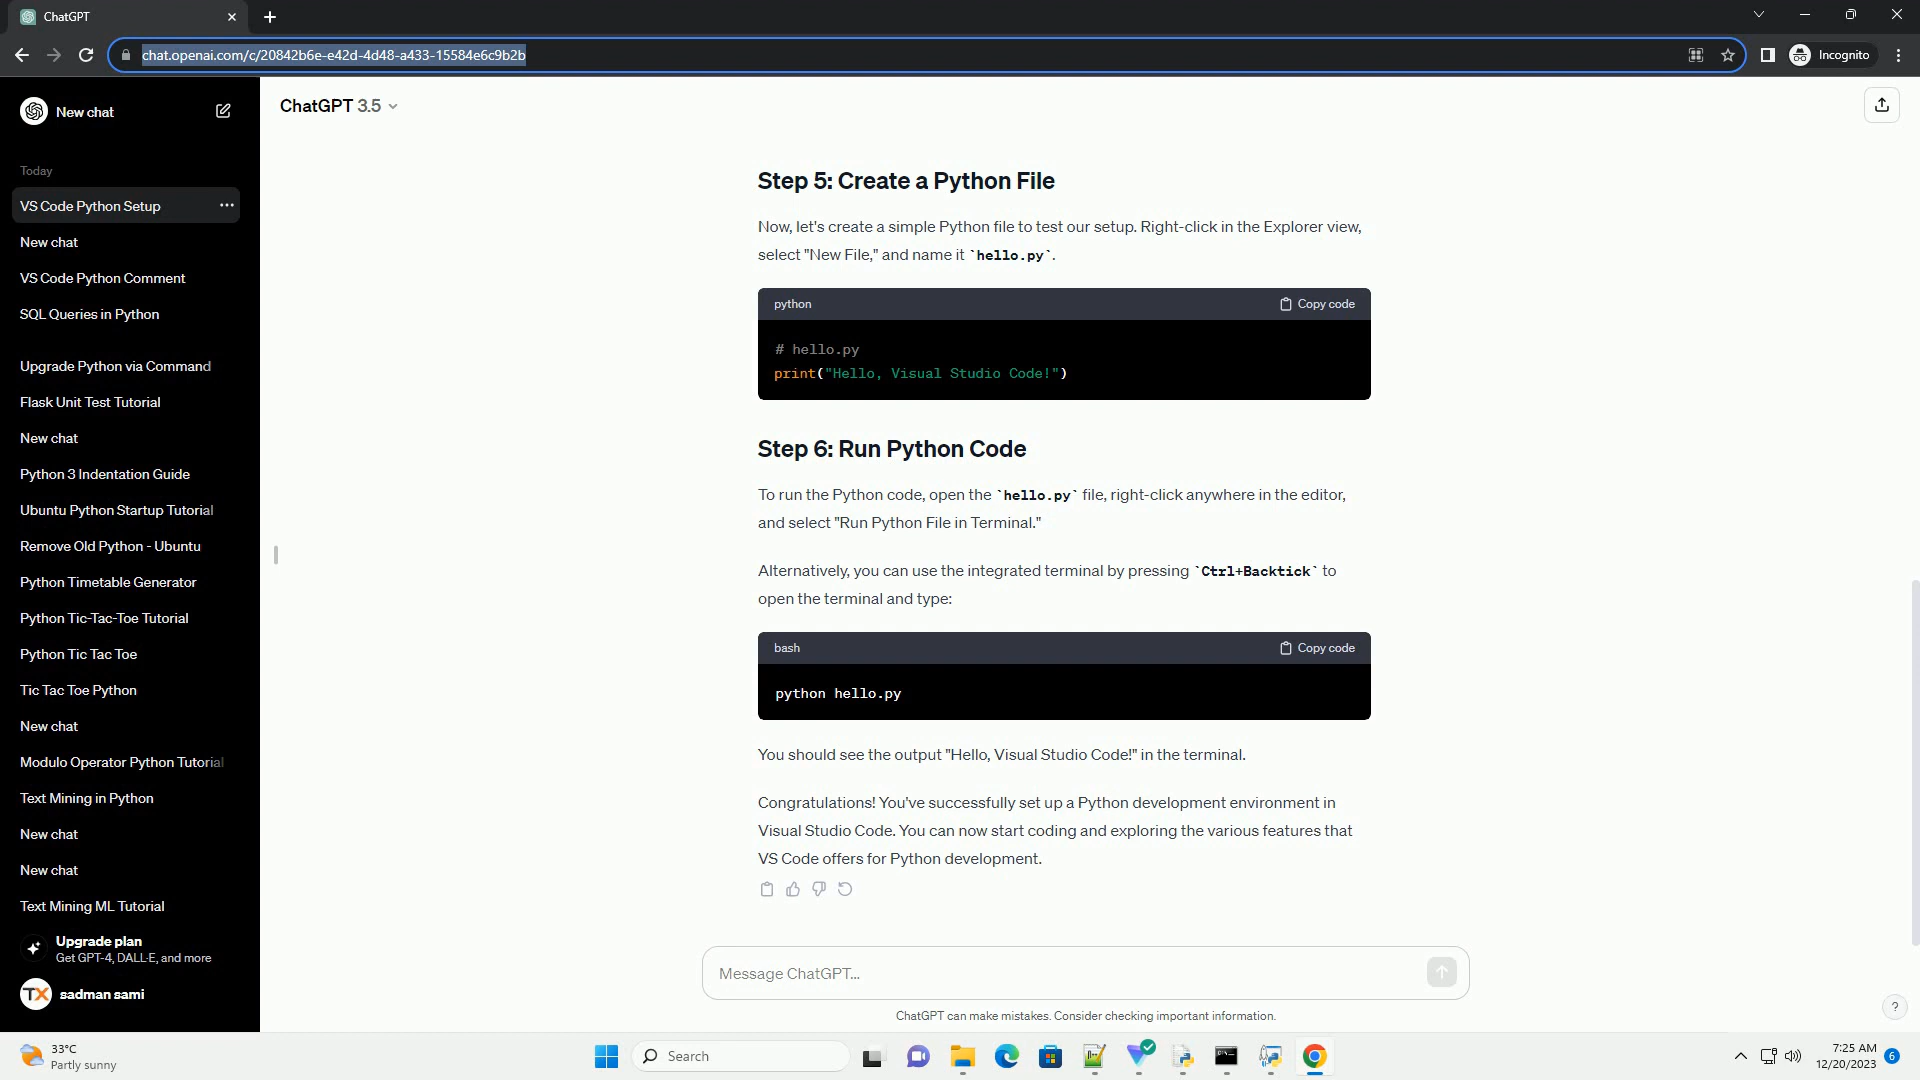 ChatGPT
chat.openai.com/c/20842b6e-e42d-4d48-a433-15584e6c9b2b
Incognito
New chat
ChatGPT 3.5
Today
VS Code Python Setup
New chat
VS Code Python Comment
SQL Queries in Python
Upgrade Python via Command
Flask Unit Test Tutorial
New chat
Python 3 Indentation Guide
Ubuntu Python Startup Tutorial
Remove Old Python - Ubuntu
Python Timetable Generator
Python Tic-Tac-Toe Tutorial
Python Tic Tac Toe
Tic Tac Toe Python
New chat
Modulo Operator Python Tutorial
Text Mining in Python
New chat
New chat
Text Mining ML Tutorial
Upgrade plan
Get GPT-4, DALL·E, and more
TX sadman sami
Step 5: Create a Python File
Now, let's create a simple Python file to test our setup. Right-click in the Explorer view,
select "New File," and name it `hello.py`.
python Copy code
# hello.py
print("Hello, Visual Studio Code!")
Step 6: Run Python Code
To run the Python code, open the `hello.py` file, right-click anywhere in the editor,
and select "Run Python File in Terminal."
Alternatively, you can use the integrated terminal by pressing `Ctrl+Backtick` to
open the terminal and type:
bash Copy code
python hello.py
You should see the output "Hello, Visual Studio Code!" in the terminal.
Congratulations! You've successfully set up a Python development environment in
Visual Studio Code. You can now start coding and exploring the various features that
VS Code offers for Python development.
Message ChatGPT...
ChatGPT can make mistakes. Consider checking important information.
?
33°C
Partly sunny
Search
7:25 AM
12/20/2023
6